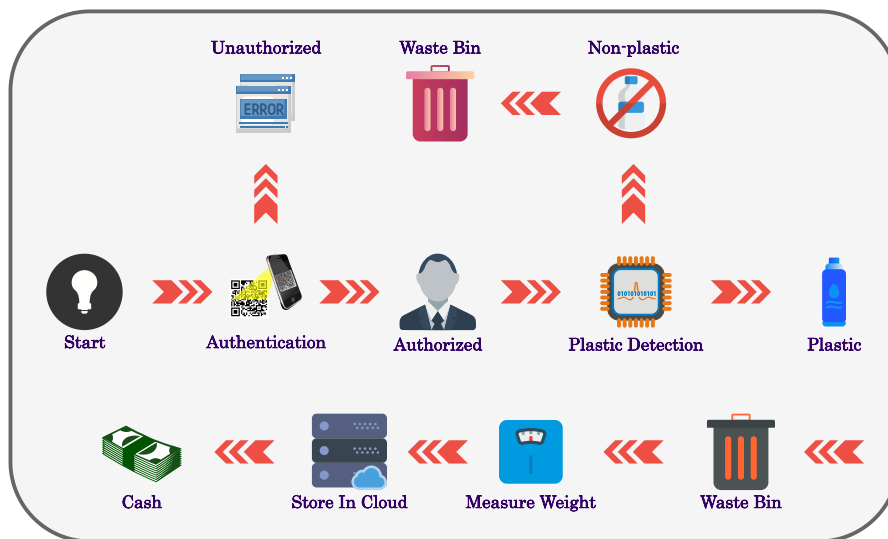 Unauthorized
Waste Bin
Non-plastic
ERROR
010101010101
Start
Authentication
Authorized
Plastic Detection
Plastic
Cash
Store In Cloud
Measure Weight
Waste Bin